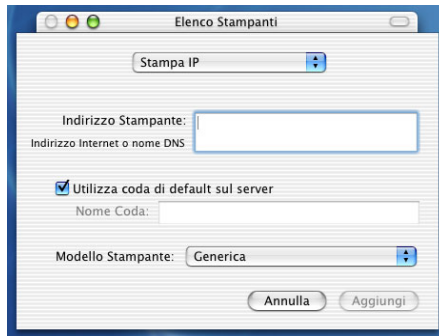 Elenco Stampanti
Stampa IP
Indirizzo Stampante:
Indirizzo Internet o nome DNS
Utilizza coda di default sul server
Nome Coda:
Modello Stampante: Generica
Annulla Aggiungi